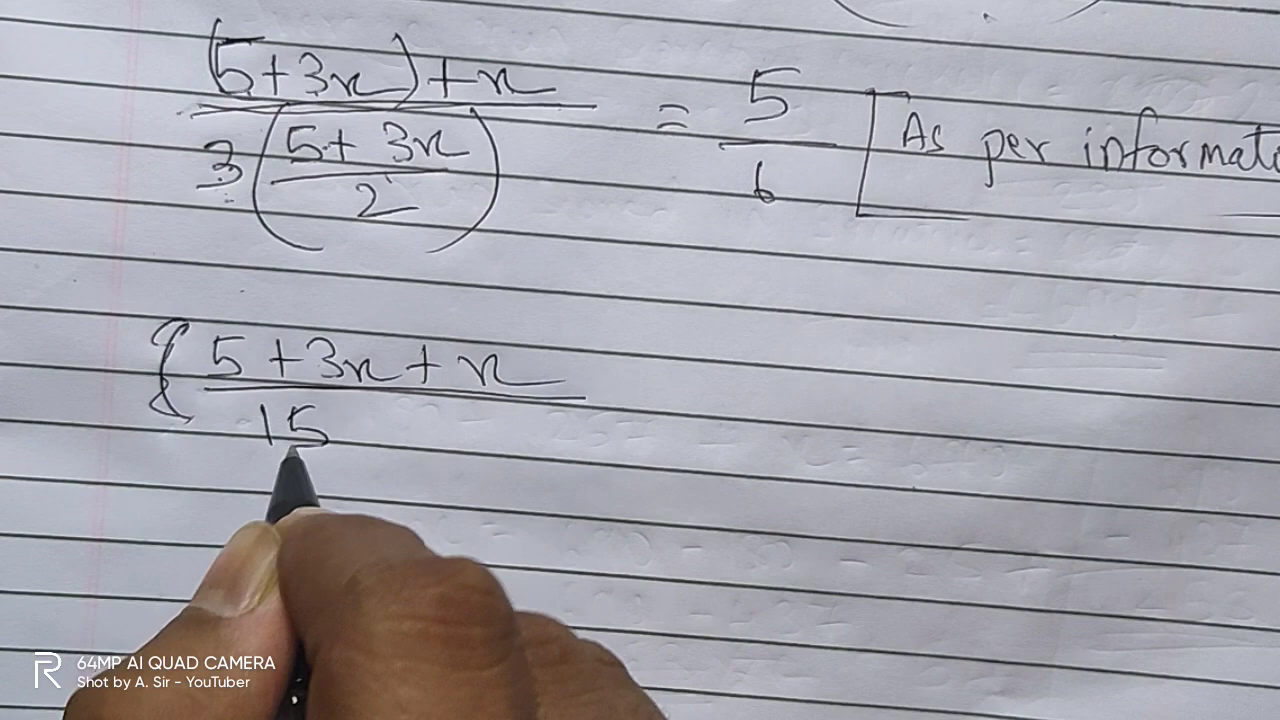 (5+3x)+x
3(5+3x/2) = 5/6 [As per informat
{5+3x+x
15
64MP AI QUAD CAMERA
Shot by A. Sir - YouTuber